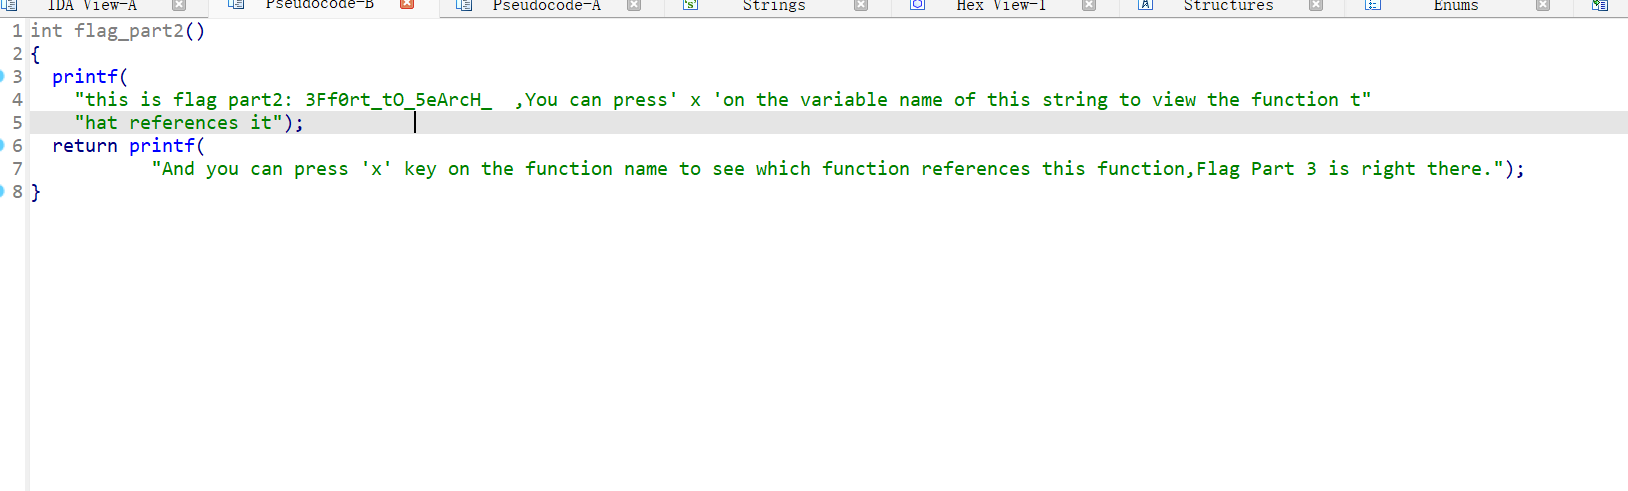 IDA View-A Pseudocode-B Pseudocode-A Strings Hex View-1 Structures Enums
1 int flag_part2()
2 {
3   printf(
4     "this is flag part2: 3Ff0rt_tO_5eArcH_  ,You can press' x 'on the variable name of this string to view the function t"
5     "hat references it");
6   return printf(
7            "And you can press 'x' key on the function name to see which function references this function,Flag Part 3 is right there.");
8 }